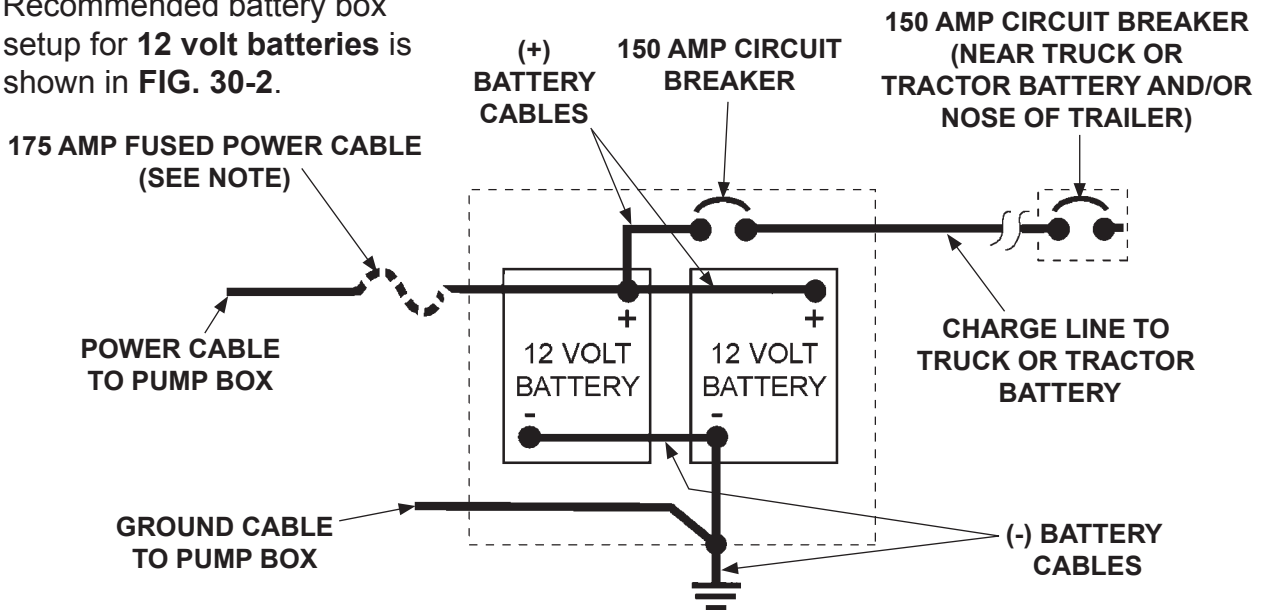 Recommended battery box
setup for 12 volt batteries is
shown in FIG. 30-2.
(+)
BATTERY
CABLES
150 AMP CIRCUIT
BREAKER
150 AMP CIRCUIT BREAKER
(NEAR TRUCK OR
TRACTOR BATTERY AND/OR
NOSE OF TRAILER)
175 AMP FUSED POWER CABLE
(SEE NOTE)
POWER CABLE
TO PUMP BOX
+
12 VOLT
BATTERY
-
+
12 VOLT
BATTERY
-
CHARGE LINE TO
TRUCK OR TRACTOR
BATTERY
GROUND CABLE
TO PUMP BOX
(-) BATTERY
CABLES